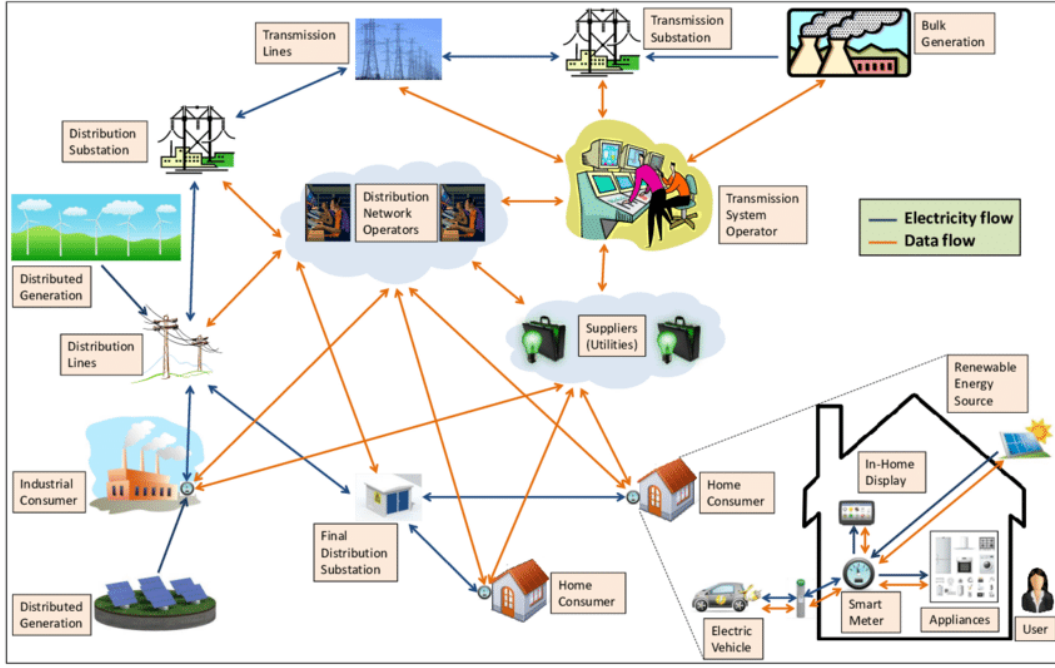 Transmission
Lines
Transmission
Substation
Bulk
Generation
Distribution
Substation
Distribution
Network
Operators
Transmission
System
Operator
Electricity flow
Data flow
Distributed
Generation
Distribution
Lines
Suppliers
(Utilities)
Renewable
Energy
Source
Industrial
Consumer
Home
Consumer
In-Home
Display
Final
Distribution
Substation
Distributed
Generation
Home
Consumer
Electric
Vehicle
Smart
Meter
Appliances
User